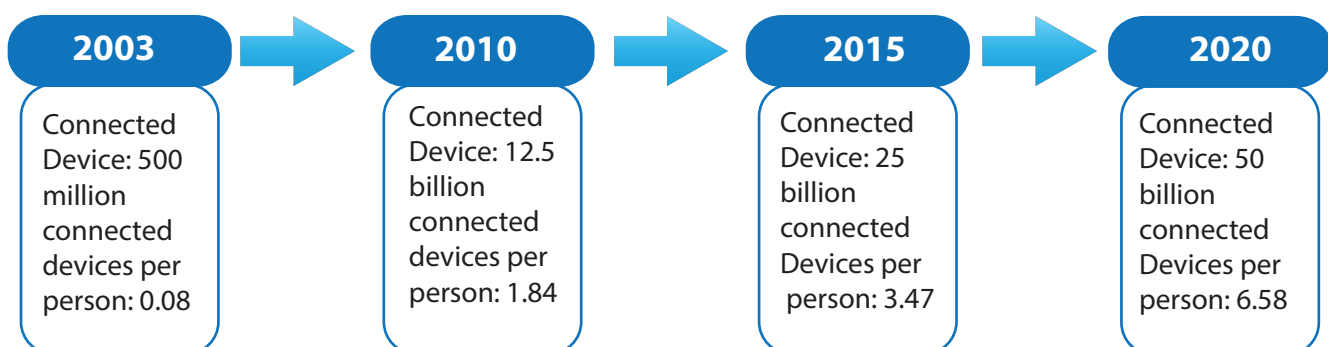 2003
Connected
Device: 500
million
connected
devices per
person: 0.08
2010
Connected
Device: 12.5
billion
connected
devices per
person: 1.84
2015
Connected
Device: 25
billion
connected
Devices per
person: 3.47
2020
Connected
Device: 50
billion
connected
Devices per
person: 6.58